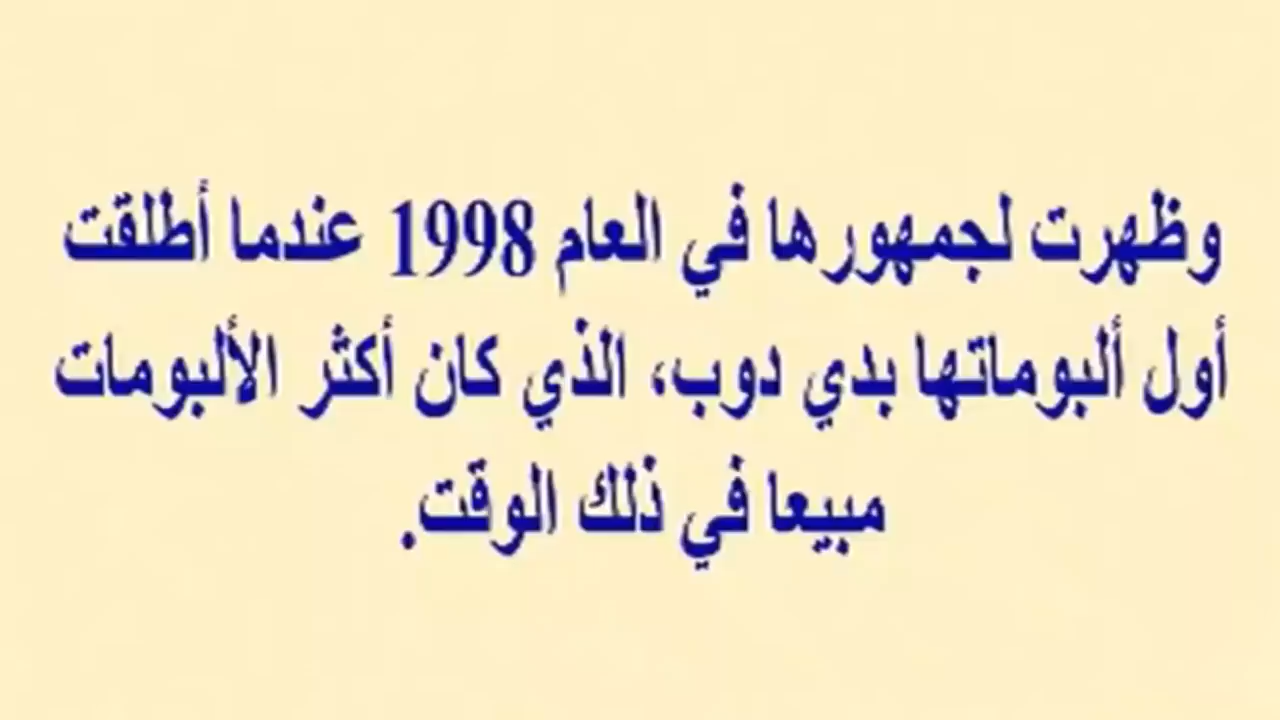 وظهرت لجمهورها في العام 1998 عندما أطلقت
أول ألبوماتها بدي دوب، الذي كان أكثر الألبومات
مبيعا في ذلك الوقت.